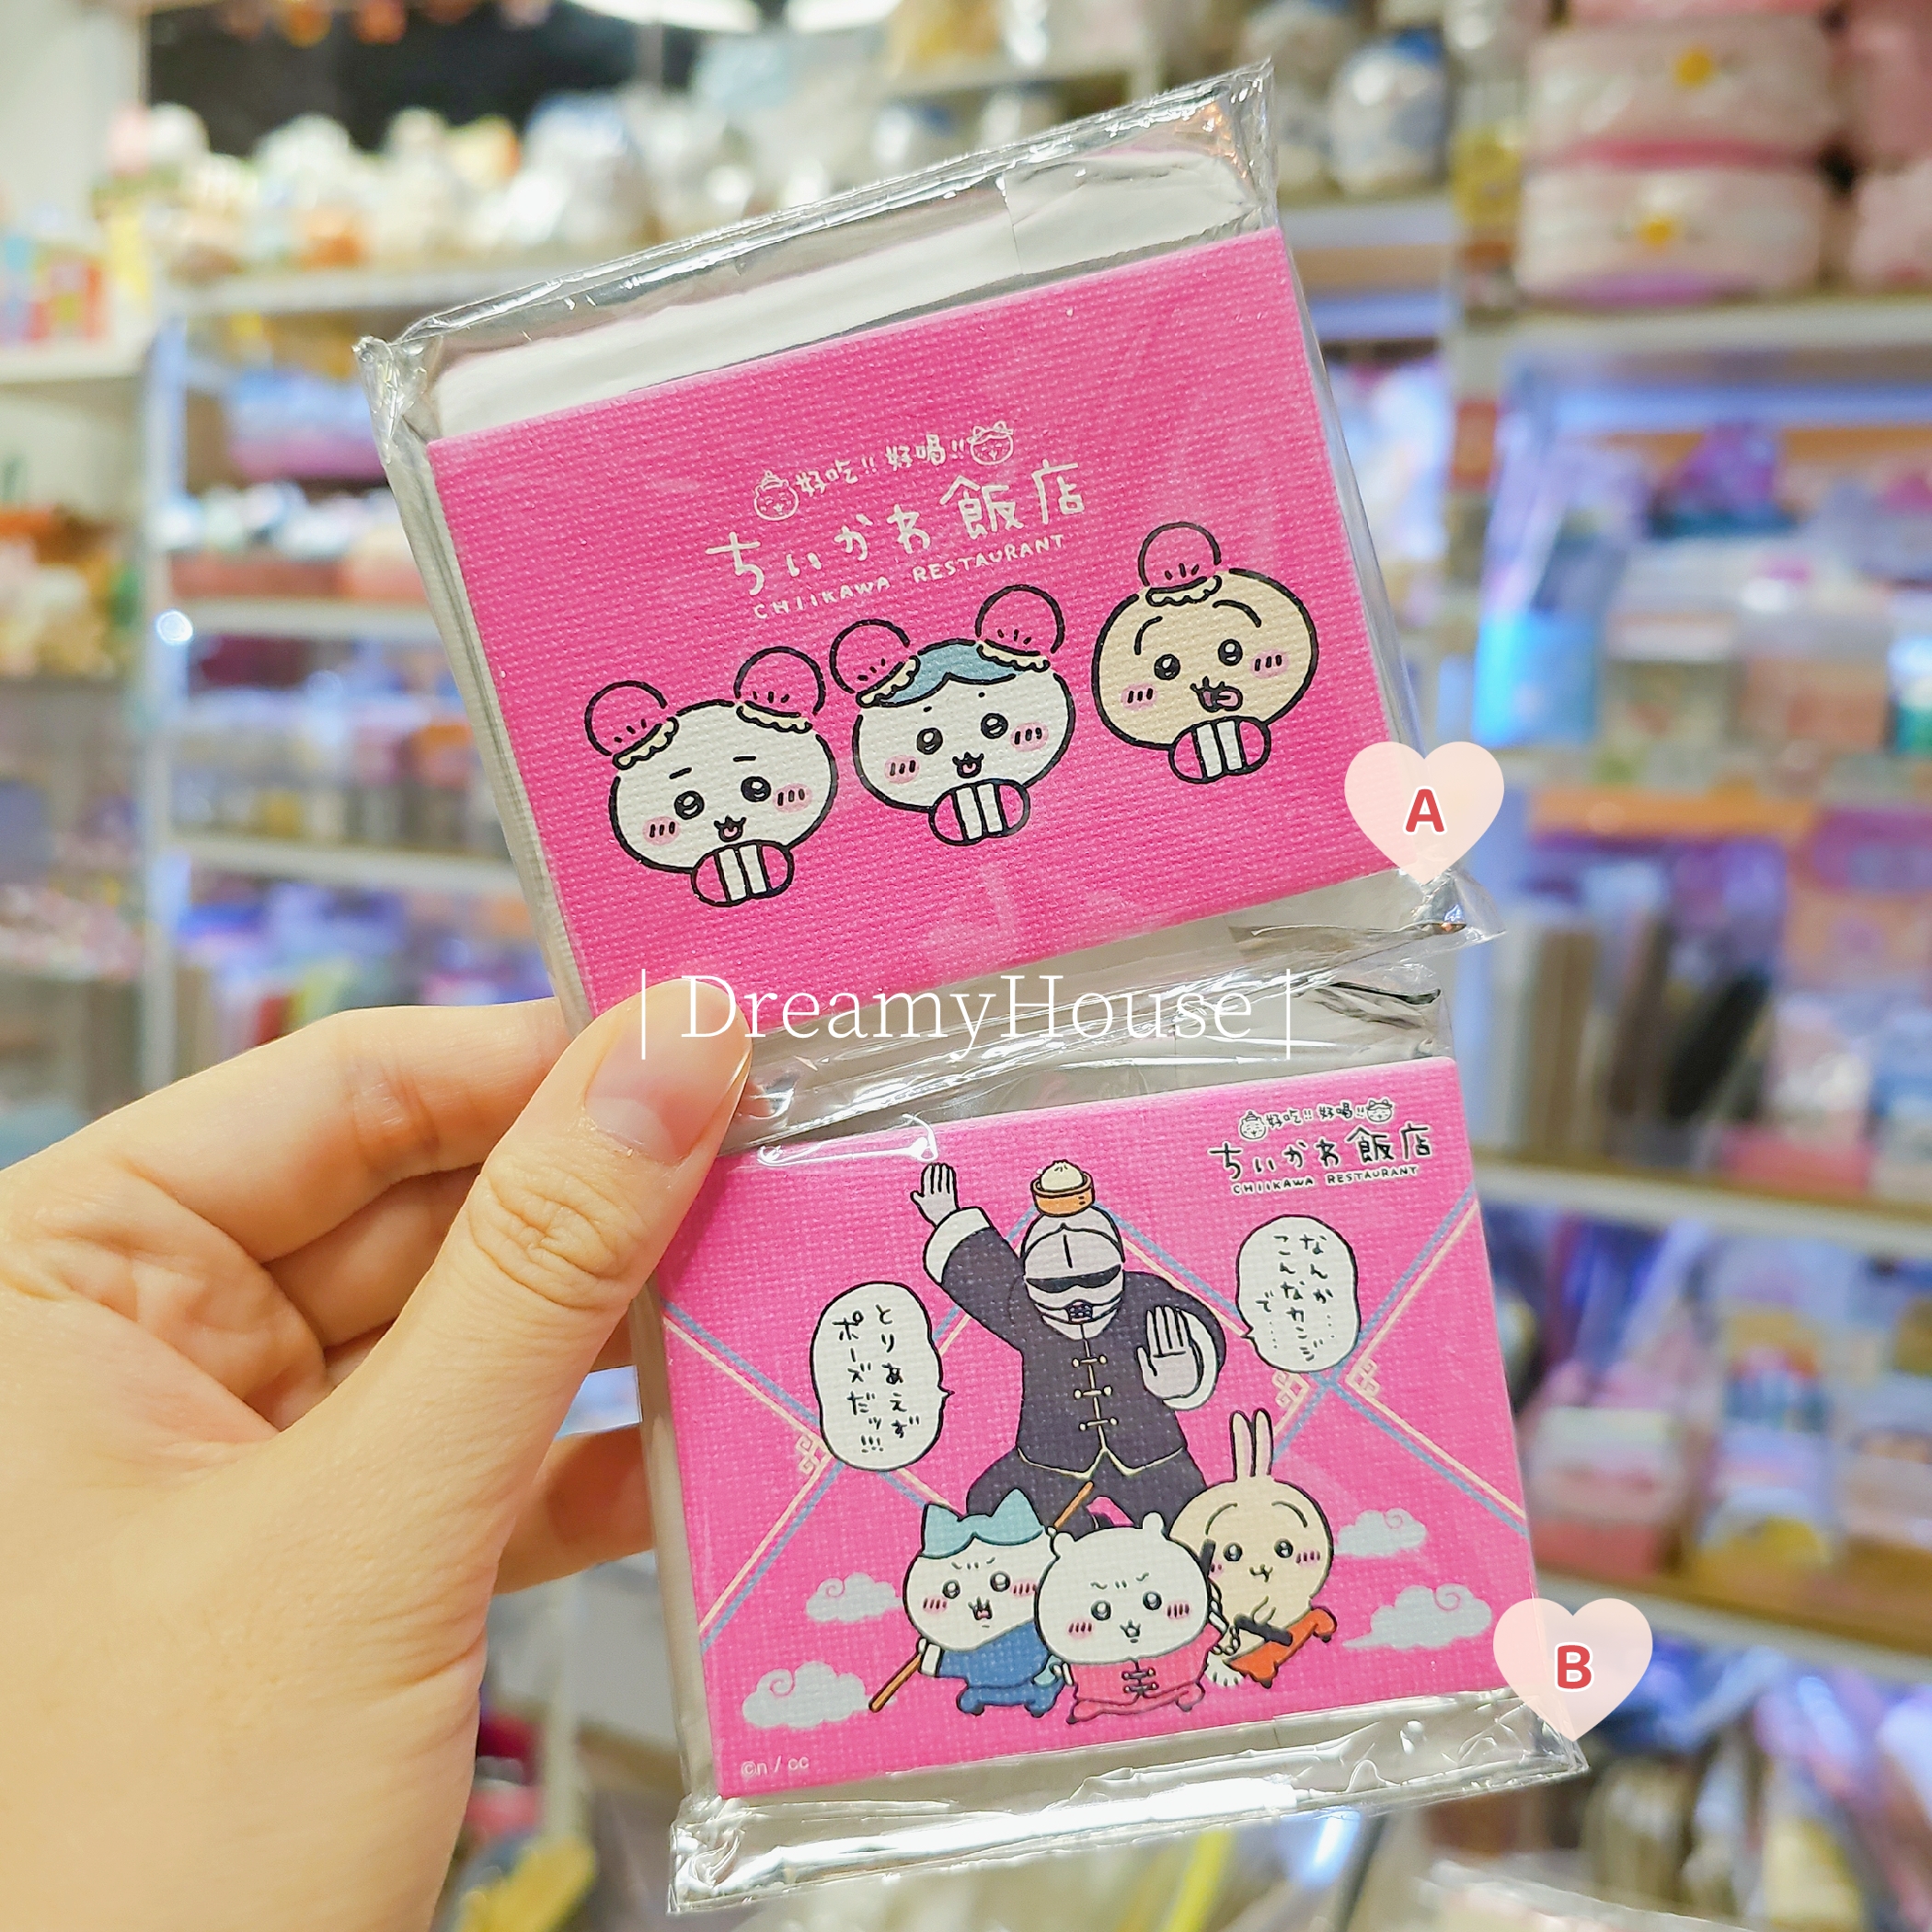 好吃!! 好喝!!
ちいかわ飯店
CHIIKAWA RESTAURANT
A
| DreamyHouse |
好吃!! 好喝!!
ちいかわ飯店
CHIIKAWA RESTAURANT
なんか
こんなカンジ
で……
とりあえず
ポーズだッ!!!
B
©n / cc